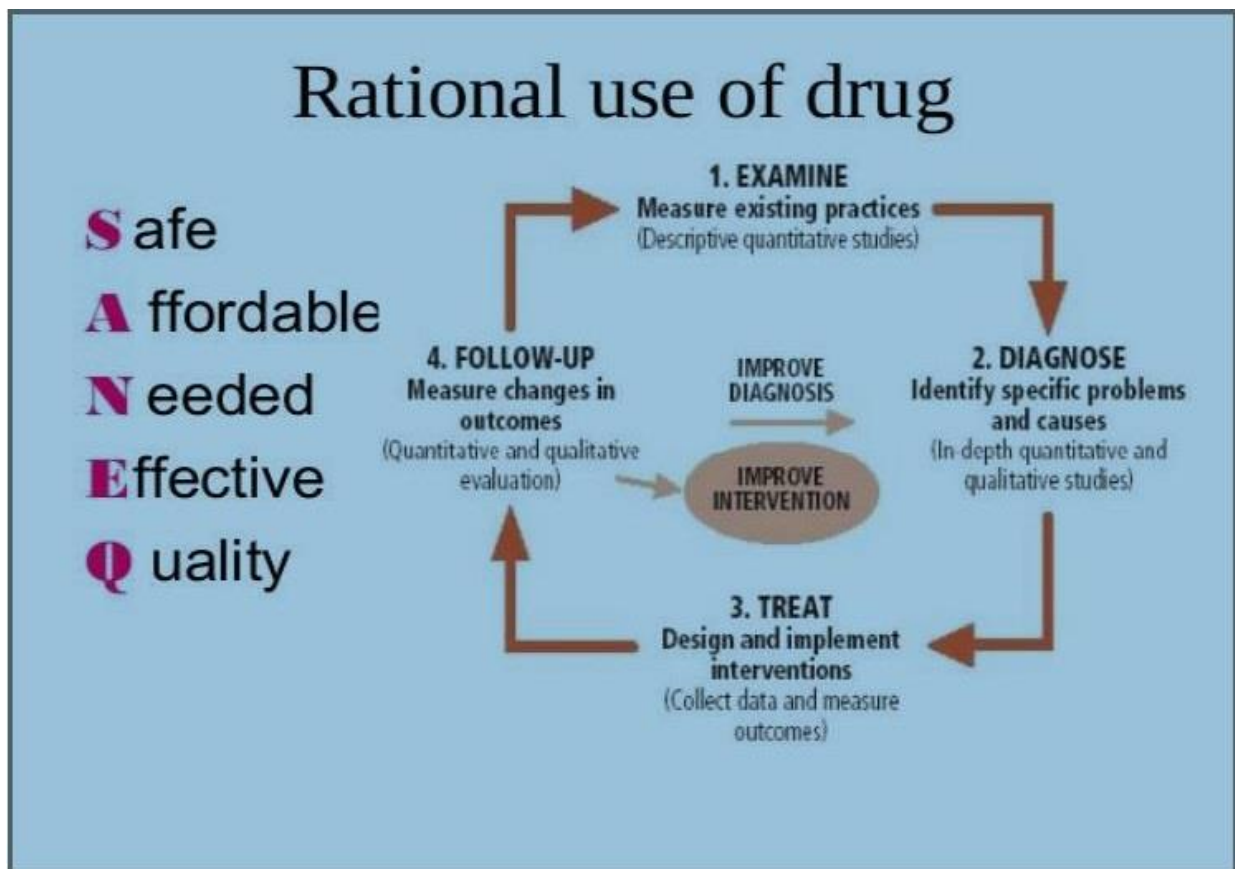 Rational use of drug
Safe
Affordable
Needed
Effective
Quality
1. EXAMINE
Measure existing practices
(Descriptive quantitative studies)
2. DIAGNOSE
Identify specific problems
and causes
(In-depth quantitative and
qualitative studies)
3. TREAT
Design and implement
interventions
(Collect data and measure
outcomes)
4. FOLLOW-UP
Measure changes in
outcomes
(Quantitative and qualitative
evaluation)
IMPROVE
DIAGNOSIS
IMPROVE
INTERVENTION